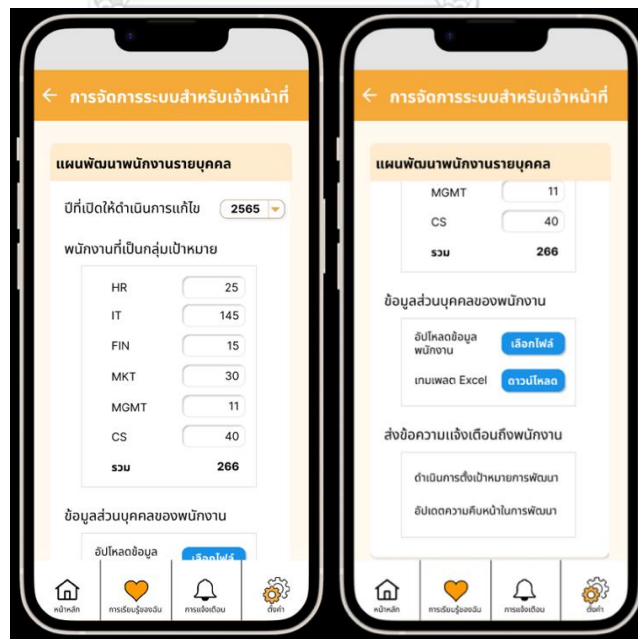 การจัดการระบบสำหรับเจ้าหน้าที่
แผนพัฒนาพนักงานรายบุคคล
ปีที่เปิดให้ดำเนินการแก้ไข 2565
พนักงานที่เป็นกลุ่มเป้าหมาย
HR 25
IT 145
FIN 15
MKT 30
MGMT 11
CS 40
รวม 266
ข้อมูลส่วนบุคคลของพนักงาน
อัปโหลดข้อมูล
เลือกไฟล์
หน้าหลัก การเรียนรู้ของฉัน การแจ้งเตือน ตั้งค่า
การจัดการระบบสำหรับเจ้าหน้าที่
แผนพัฒนาพนักงานรายบุคคล
MGMT 11
CS 40
รวม 266
ข้อมูลส่วนบุคคลของพนักงาน
อัปโหลดข้อมูล
พนักงาน
เลือกไฟล์
เทมเพลต Excel ดาวน์โหลด
ส่งข้อความแจ้งเตือนถึงพนักงาน
ดำเนินการตั้งเป้าหมายการพัฒนา
อัปเดตความคืบหน้าในการพัฒนา
หน้าหลัก การเรียนรู้ของฉัน การแจ้งเตือน ตั้งค่า